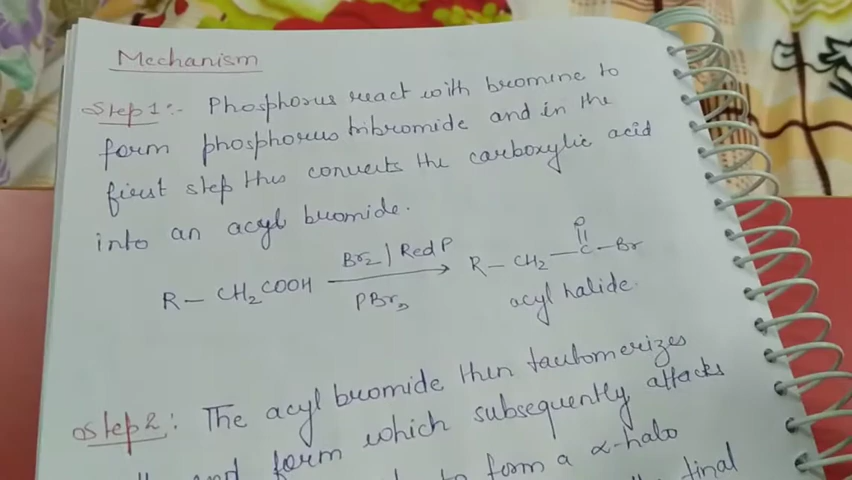 Mechanism
Step 1:- Phosphorus react with bromine to
form phosphorus tribromide and in the
first step this converts the carboxylic acid
into an acyl bromide.
R – CH₂COOH Br₂ | Red P PBr₃ → R – CH₂ – C – Br
O
acyl halide
Step 2: The acyl bromide then tautomerizes
form which subsequently attacks
to form a α-halo
final